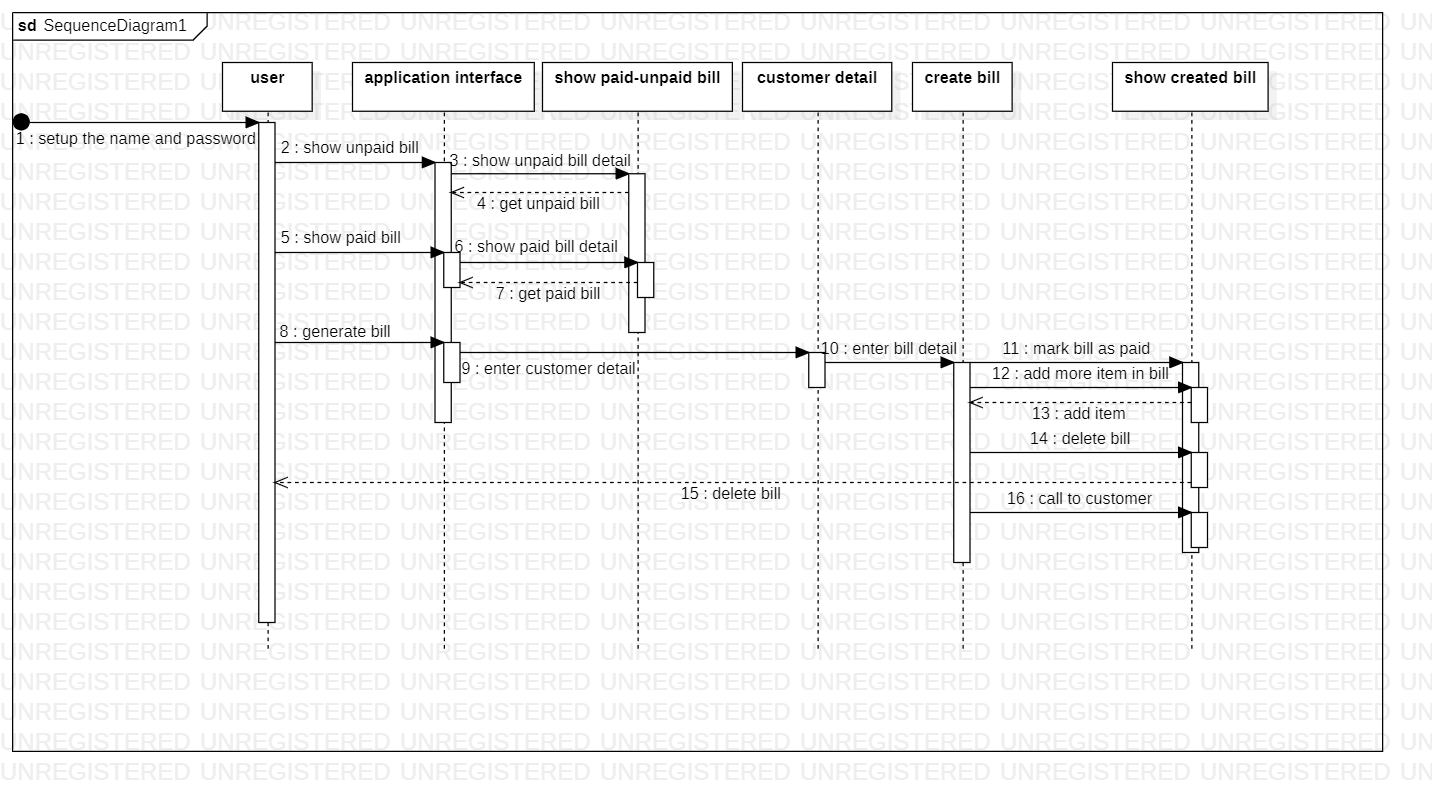 sd SequenceDiagram1
user
application interface
show paid-unpaid bill
customer detail
create bill
show created bill
1 : setup the name and password
2 : show unpaid bill
3 : show unpaid bill detail
4 : get unpaid bill
5 : show paid bill
6 : show paid bill detail
7 : get paid bill
8 : generate bill
9 : enter customer detail
10 : enter bill detail
11 : mark bill as paid
12 : add more item in bill
13 : add item
14 : delete bill
15 : delete bill
16 : call to customer
UNREGISTERED